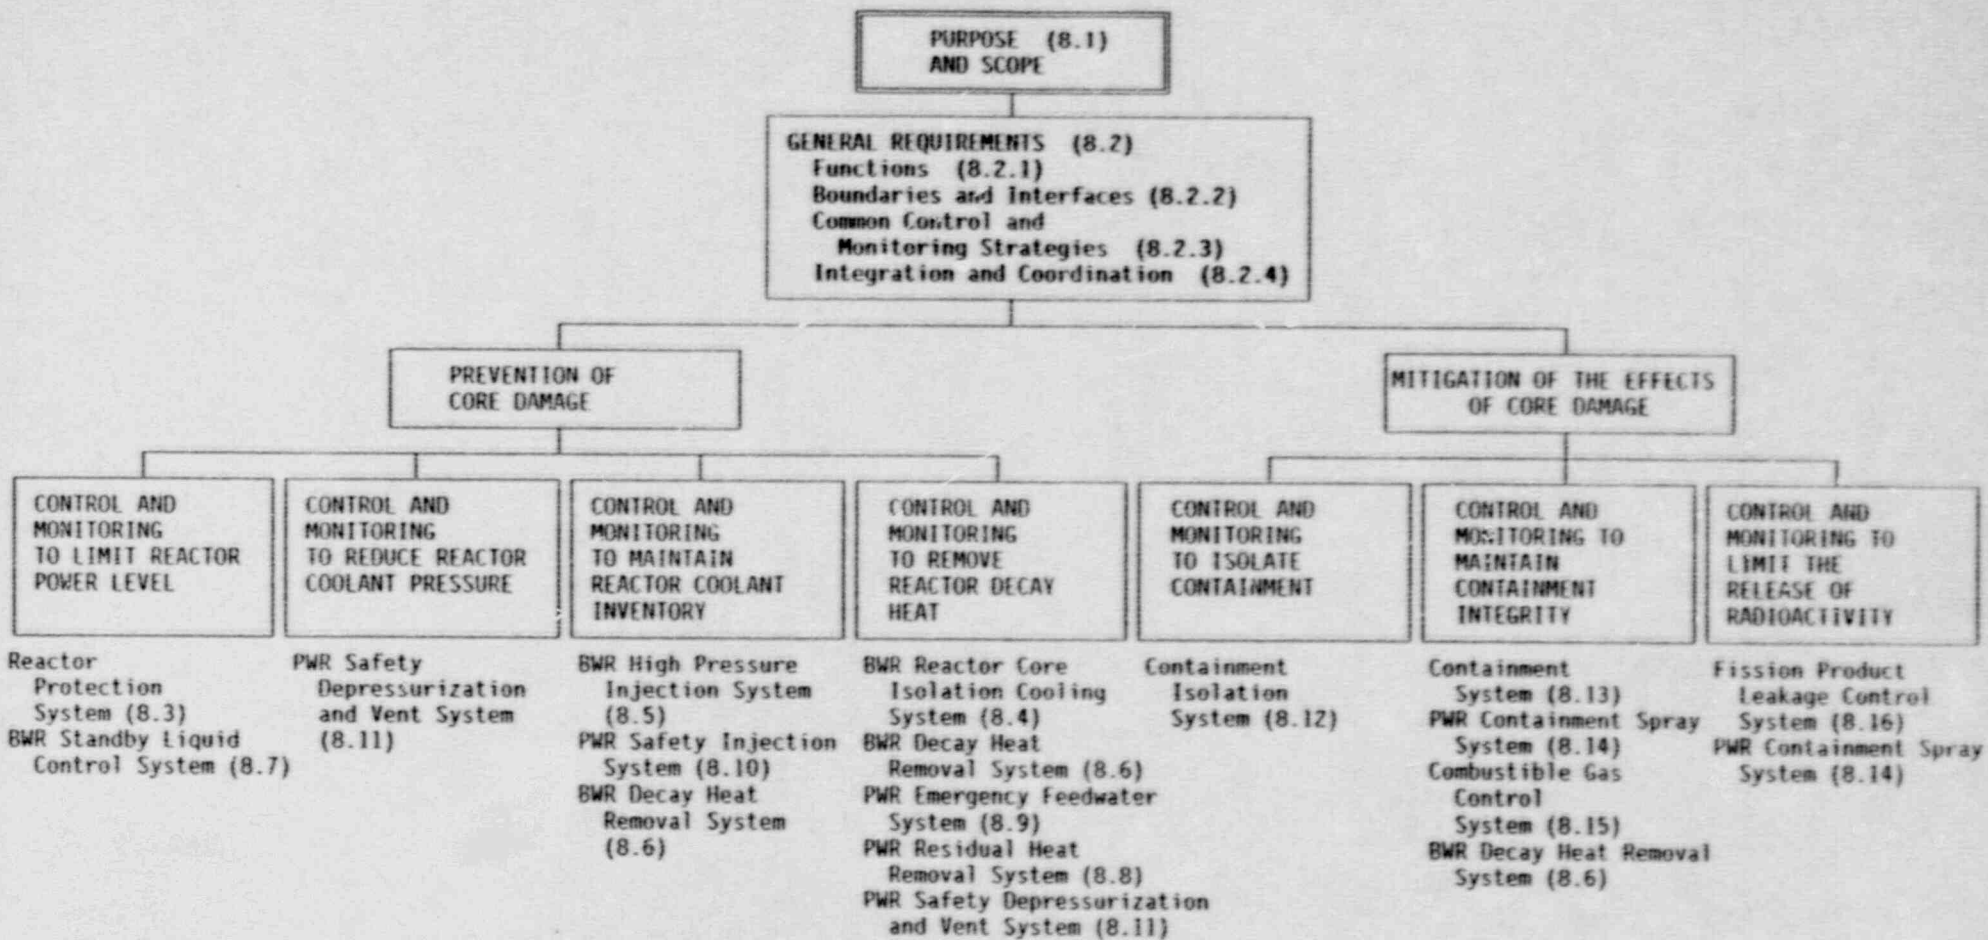 PURPOSE (8.1)
AND SCOPE
GENERAL REQUIREMENTS (8.2)
Functions (8.2.1)
Boundaries and Interfaces (8.2.2)
Common Control and
Monitoring Strategies (8.2.3)
Integration and Coordination (8.2.4)
PREVENTION OF
CORE DAMAGE
MITIGATION OF THE EFFECTS
OF CORE DAMAGE
CONTROL AND
MONITORING
TO LIMIT REACTOR
POWER LEVEL
Reactor
Protection
System (8.3)
BWR Standby Liquid
Control System (8.7)
CONTROL AND
MONITORING
TO REDUCE REACTOR
COOLANT PRESSURE
PWR Safety
Depressurization
and Vent System
(8.11)
CONTROL AND
MONITORING
TO MAINTAIN
REACTOR COOLANT
INVENTORY
BWR High Pressure
Injection System
(8.5)
PWR Safety Injection
System (8.10)
BWR Decay Heat
Removal System
(8.6)
CONTROL AND
MONITORING
TO REMOVE
REACTOR DECAY
HEAT
BWR Reactor Core
Isolation Cooling
System (8.4)
BWR Decay Heat
Removal System (8.6)
PWR Emergency Feedwater
System (8.9)
PWR Residual Heat
Removal System (8.8)
PWR Safety Depressurization
and Vent System (8.11)
CONTROL AND
MONITORING
TO ISOLATE
CONTAINMENT
Containment
Isolation
System (8.12)
CONTROL AND
MONITORING TO
MAINTAIN
CONTAINMENT
INTEGRITY
Containment
System (8.13)
PWR Containment Spray
System (8.14)
Combustible Gas
Control
System (8.15)
BWR Decay Heat Removal
System (8.6)
CONTROL AND
MONITORING TO
LIMIT THE
RELEASE OF
RADIOACTIVITY
Fission Product
Leakage Control
System (8.16)
PWR Containment Spray
System (8.14)